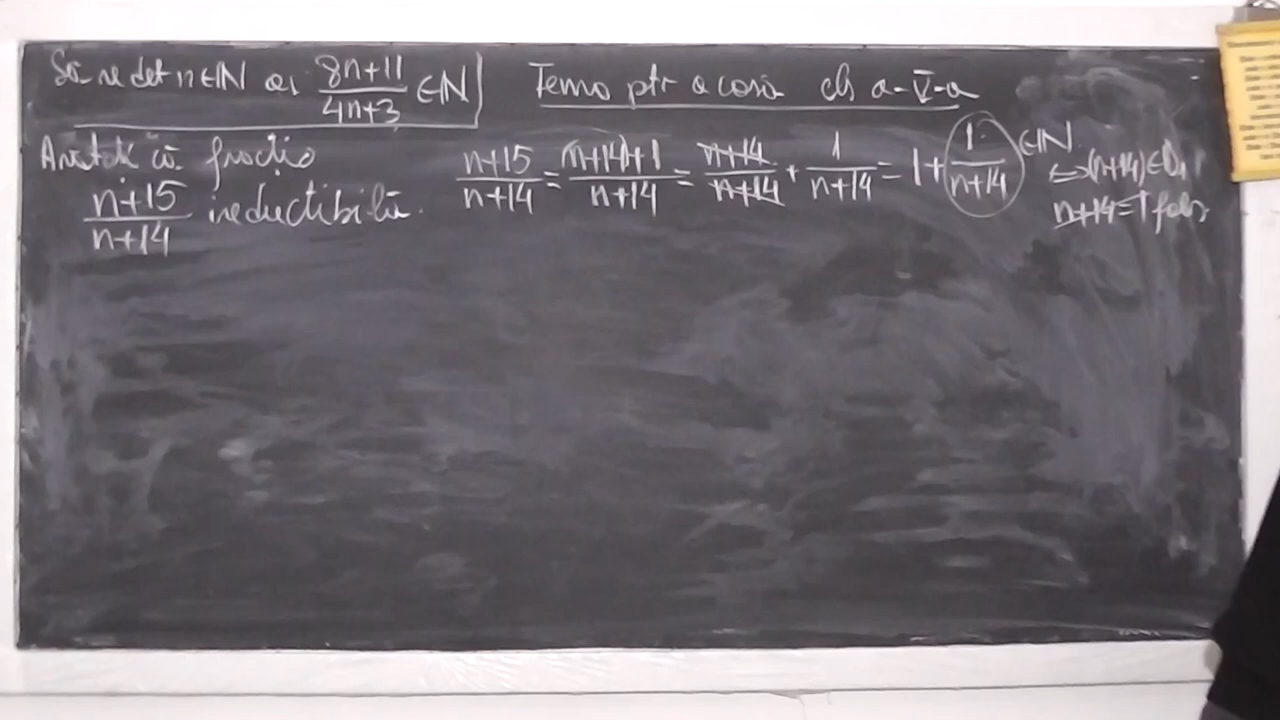 Să se det n∈ℕ aî (8n+11)/(4n+3) ∈ℕ
Temă ptr acasă cls a-V-a
Arătați că fracția
(n+15)/(n+14) ireductibilă.
(n+15)/(n+14) = ((n+14)+1)/(n+14) = (n+14)/(n+14) + 1/(n+14) = 1 + 1/(n+14) ∈ℕ
⇔(n+14)∈D₁
n+14=1 fals